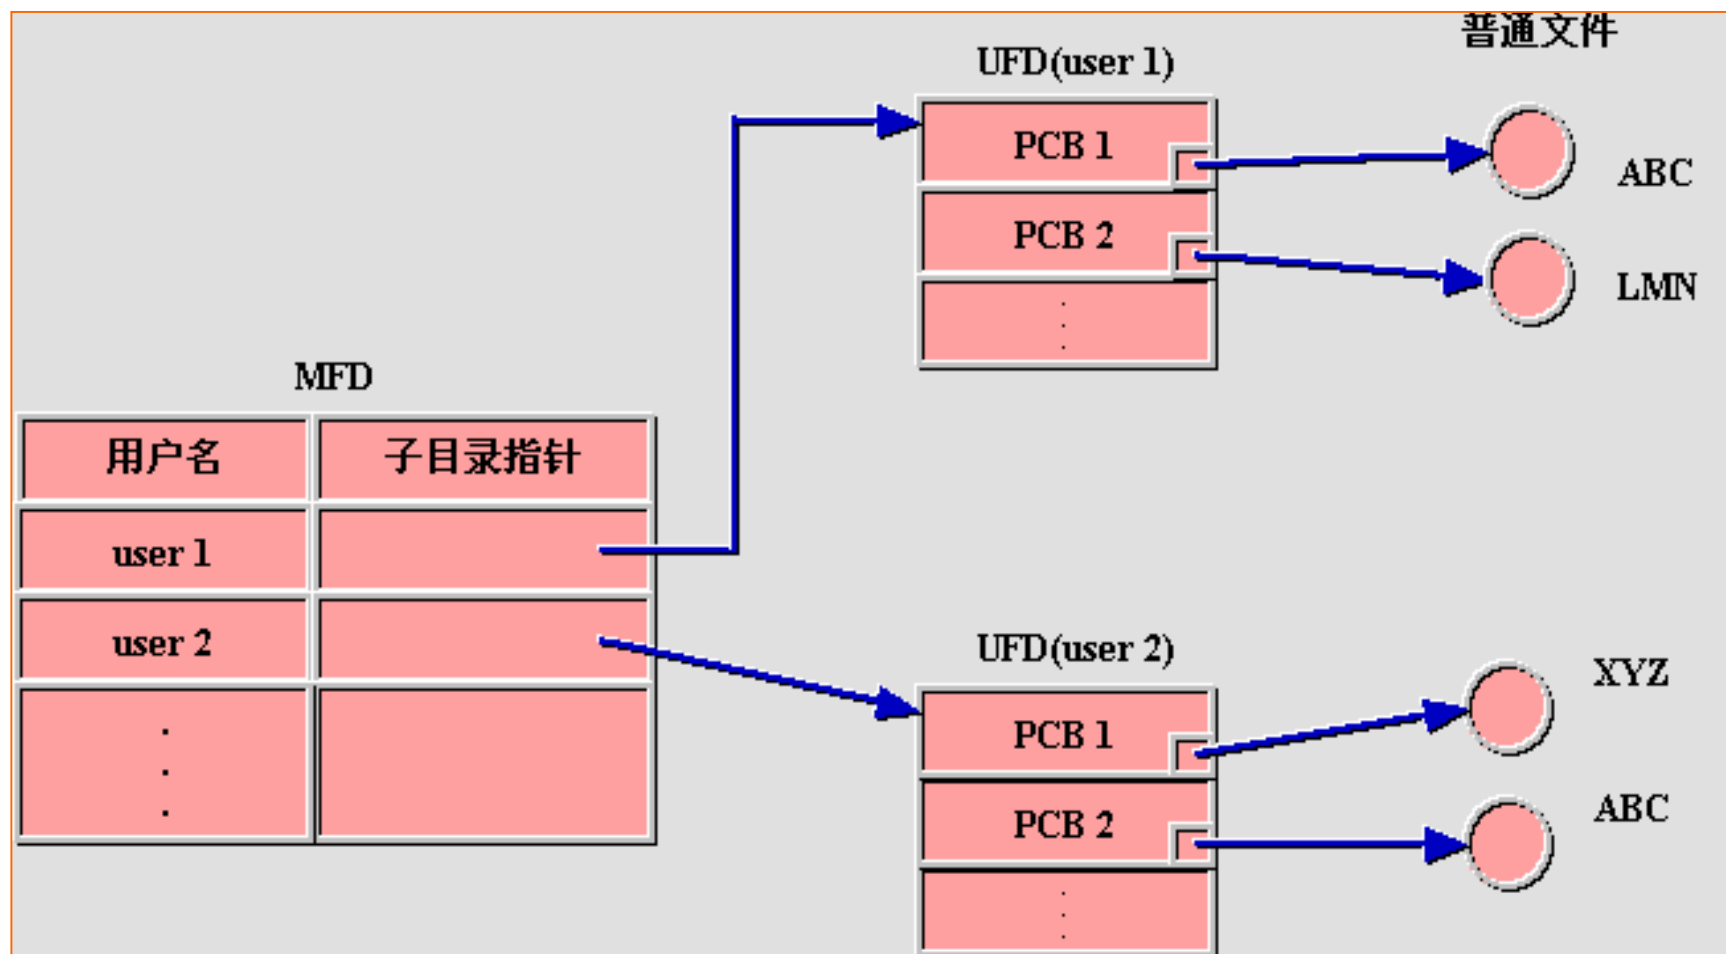 普通文件
UFD(user 1)
PCB 1
ABC
PCB 2
LMN
MFD
用户名 子目录指针
user 1
user 2
UFD(user 2)
XYZ
PCB 1
ABC
PCB 2